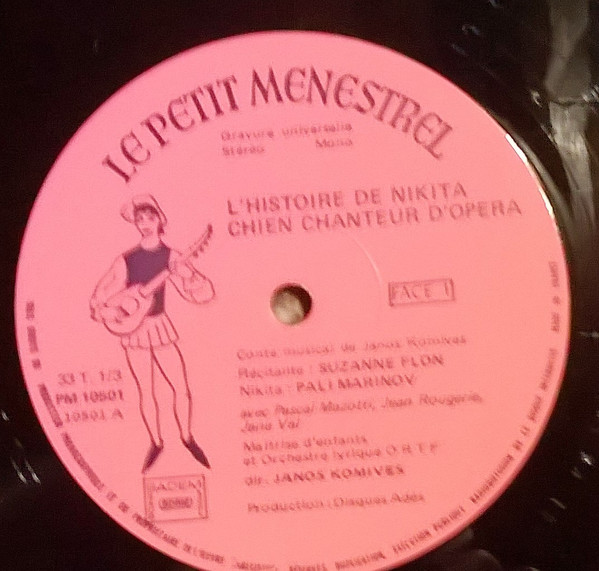 LE PETIT MENESTREL
Gravure universelle
Stéréo Mono
L'HISTOIRE DE NIKITA
CHIEN CHANTEUR D'OPERA
FACE 1
Conte musical de Janos Komives
Récitante : SUZANNE FLON
Nikita : PALI MARINOV
avec Pascal Mazotti, Jean Rougerie,
Jana Val
Maîtrise d'enfants
et Orchestre lyrique O.R.T.F
dir. JANOS KOMIVES
Production : Disques Adès
33 T. 1/3
PM 10501
10501 A
SACEM